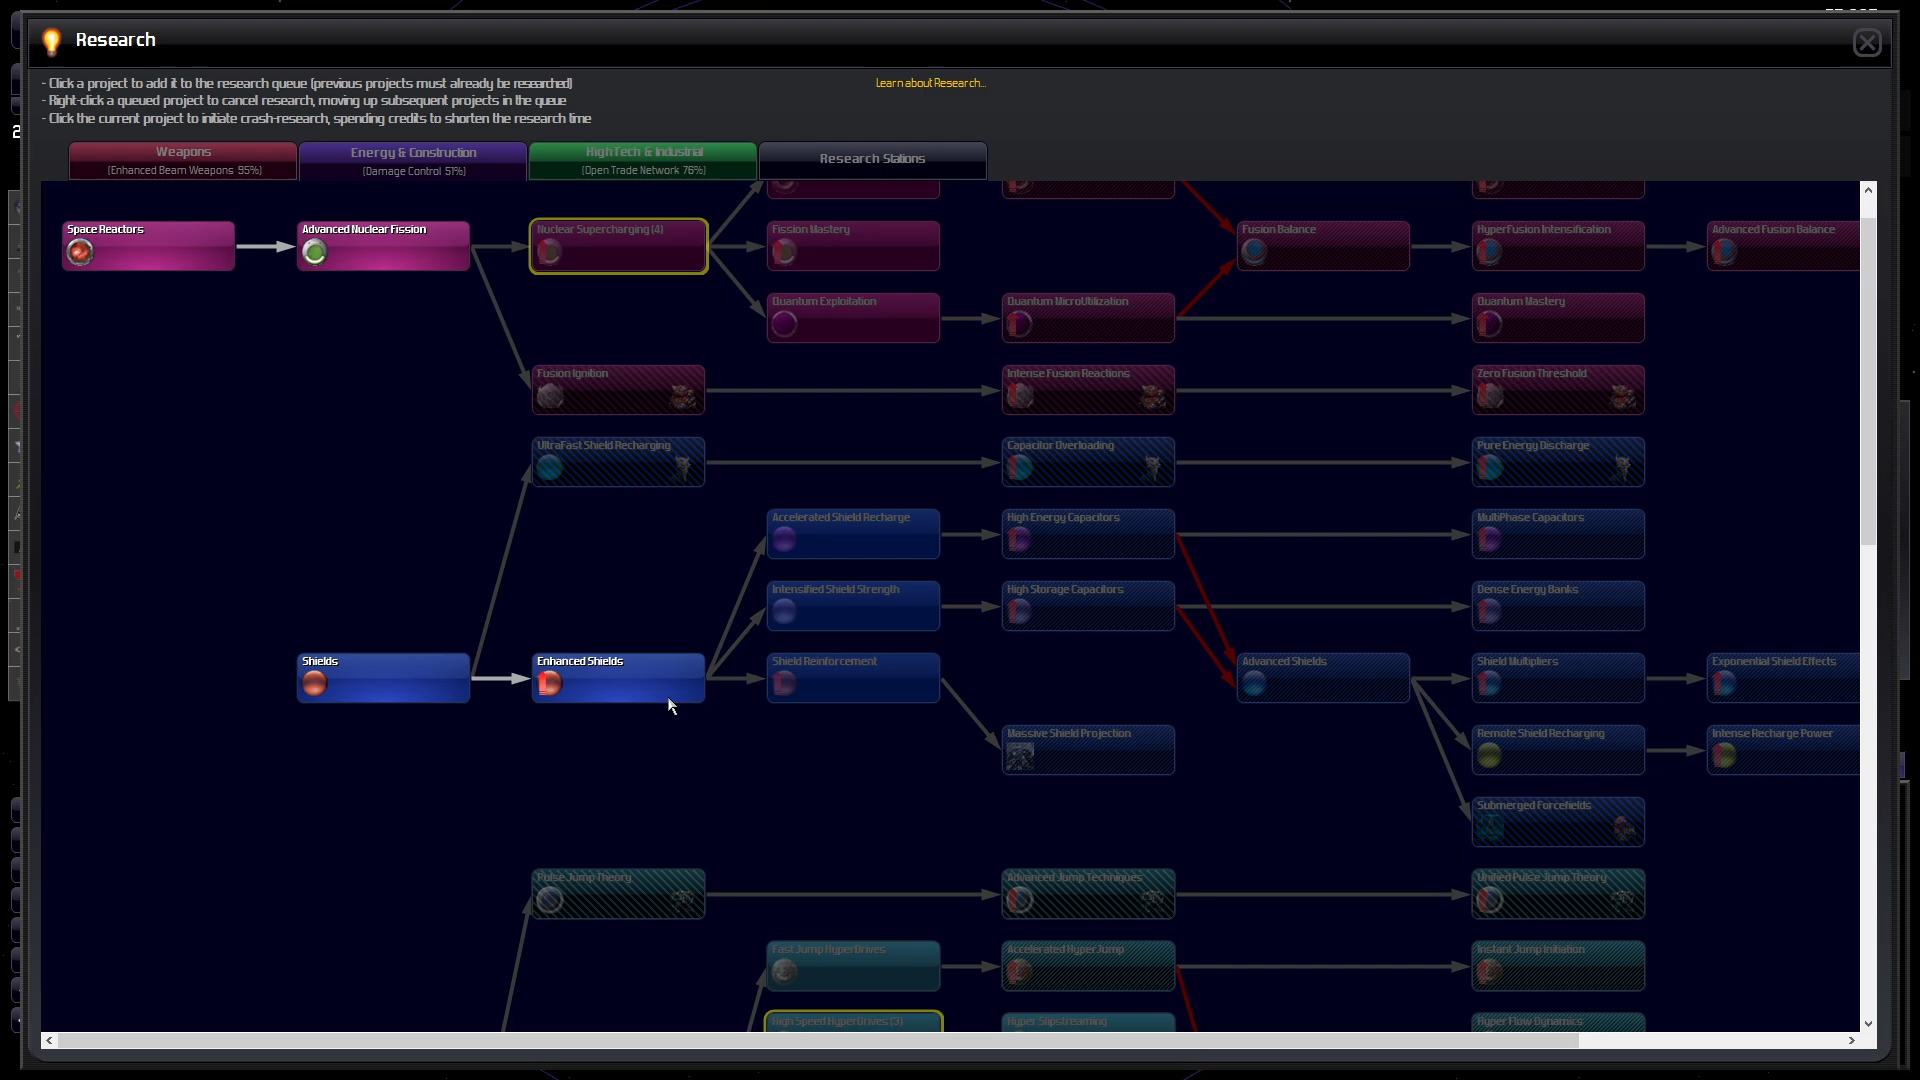 Research
- Click a project to add it to the research queue (previous projects must already be researched)
Learn about Research...
- Right-click a queued project to cancel research, moving up subsequent projects in the queue
- Click the current project to initiate crash-research, spending credits to shorten the research time
Weapons
(Enhanced Beam Weapons 95%)
Energy & Construction
(Damage Control 51%)
HighTech & Industrial
(Open Trade Network 76%)
Research Stations
Space Reactors
Advanced Nuclear Fission
Nuclear Supercharging (4)
Fission Mastery
Fusion Balance
HyperFusion Intensification
Advanced Fusion Balance
Quantum Exploitation
Quantum MicroUtilization
Quantum Mastery
Fusion Ignition
Intense Fusion Reactions
Zero Fusion Threshold
UltraFast Shield Recharging
Capacitor Overloading
Pure Energy Discharge
Accelerated Shield Recharge
High Energy Capacitors
MultiPhase Capacitors
Intensified Shield Strength
High Storage Capacitors
Dense Energy Banks
Shields
Enhanced Shields
Shield Reinforcement
Advanced Shields
Shield Multipliers
Exponential Shield Effects
Massive Shield Projection
Remote Shield Recharging
Intense Recharge Power
Submerged Forcefields
Pulse Jump Theory
Advanced Jump Techniques
Unified Pulse Jump Theory
Fast Jump HyperDrives
Accelerated HyperJump
Instant Jump Initiation
High Speed HyperDrives (3)
Hyper Slipstreaming
Hyper Flow Dynamics